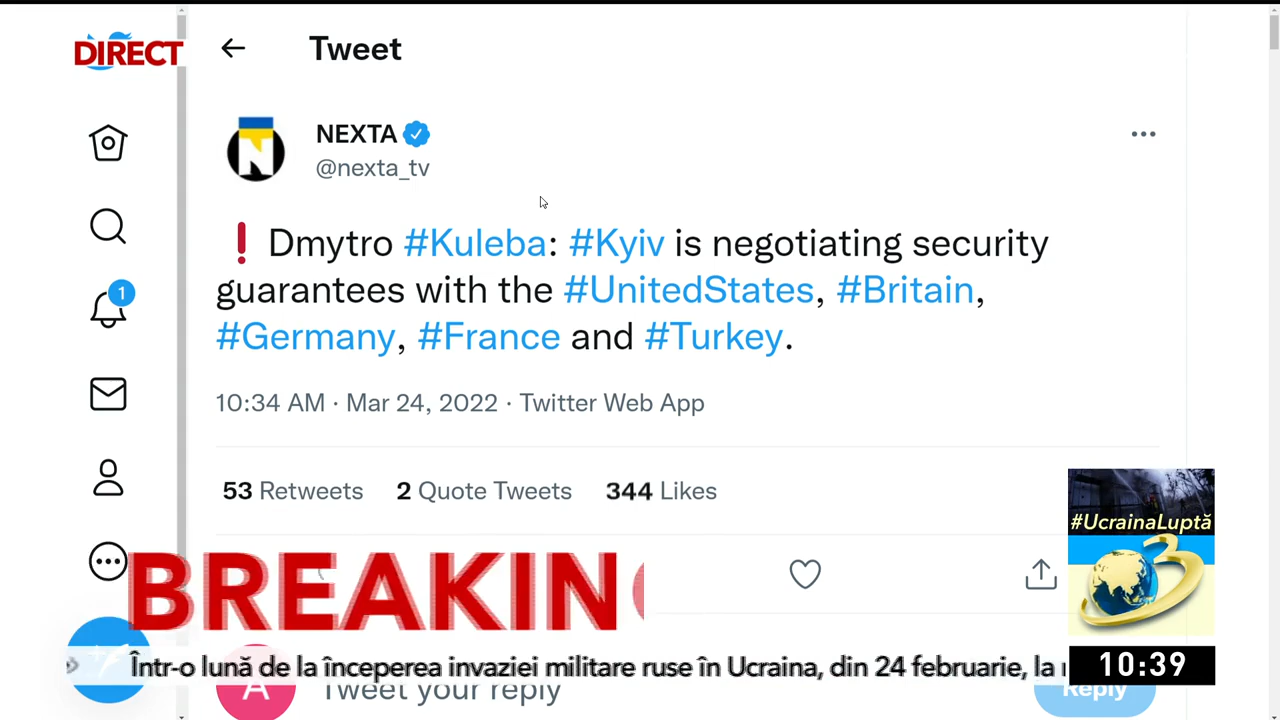 DIRECT
Tweet
NEXTA
@nexta_tv
❗ Dmytro #Kuleba: #Kyiv is negotiating security
guarantees with the #UnitedStates, #Britain,
#Germany, #France and #Turkey.
10:34 AM · Mar 24, 2022 · Twitter Web App
53 Retweets 2 Quote Tweets 344 Likes
1
#UcrainaLuptă
3
BREAKIN
Într-o lună de la începerea invaziei militare ruse în Ucraina, din 24 februarie, la
10:39
A
Tweet your reply
Reply